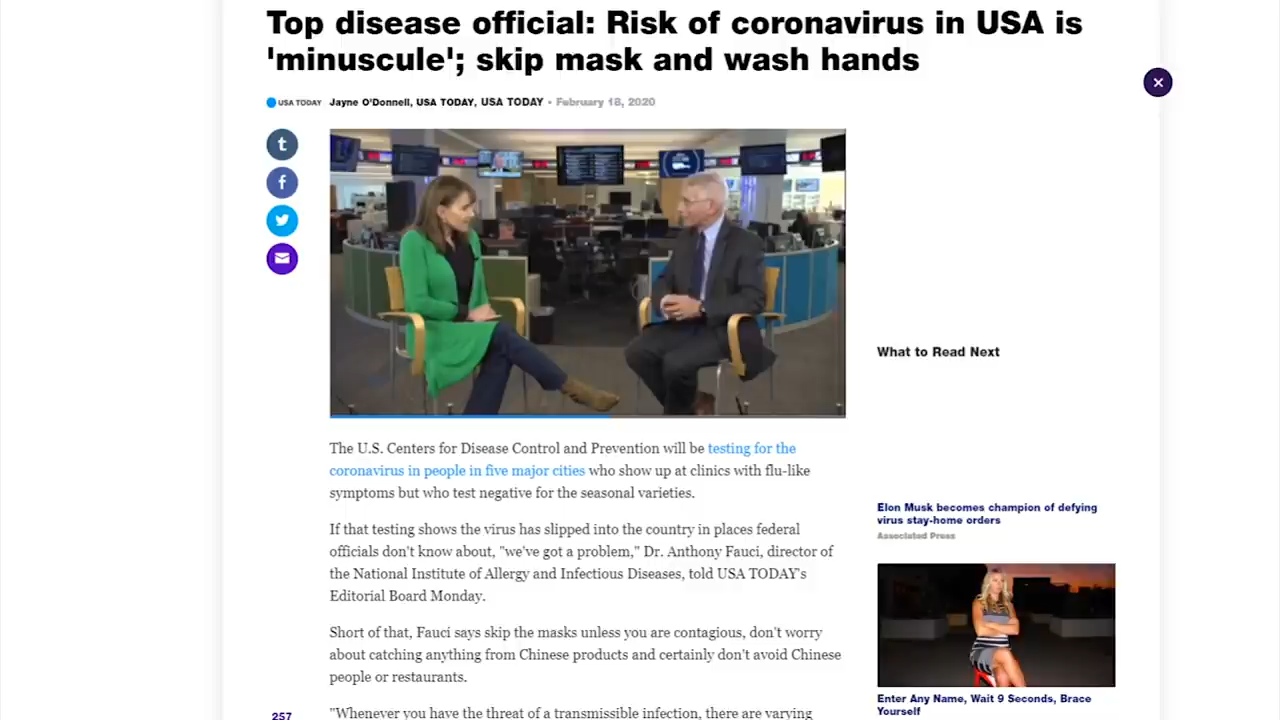 Top disease official: Risk of coronavirus in USA is
'minuscule'; skip mask and wash hands
USA TODAY Jayne O'Donnell, USA TODAY, USA TODAY • February 18, 2020
The U.S. Centers for Disease Control and Prevention will be testing for the
coronavirus in people in five major cities who show up at clinics with flu-like
symptoms but who test negative for the seasonal varieties.
If that testing shows the virus has slipped into the country in places federal
officials don't know about, "we've got a problem," Dr. Anthony Fauci, director of
the National Institute of Allergy and Infectious Diseases, told USA TODAY's
Editorial Board Monday.
Short of that, Fauci says skip the masks unless you are contagious, don't worry
about catching anything from Chinese products and certainly don't avoid Chinese
people or restaurants.
257
"Whenever you have the threat of a transmissible infection, there are varying
What to Read Next
Elon Musk becomes champion of defying
virus stay-home orders
Associated Press
Enter Any Name, Wait 9 Seconds, Brace
Yourself